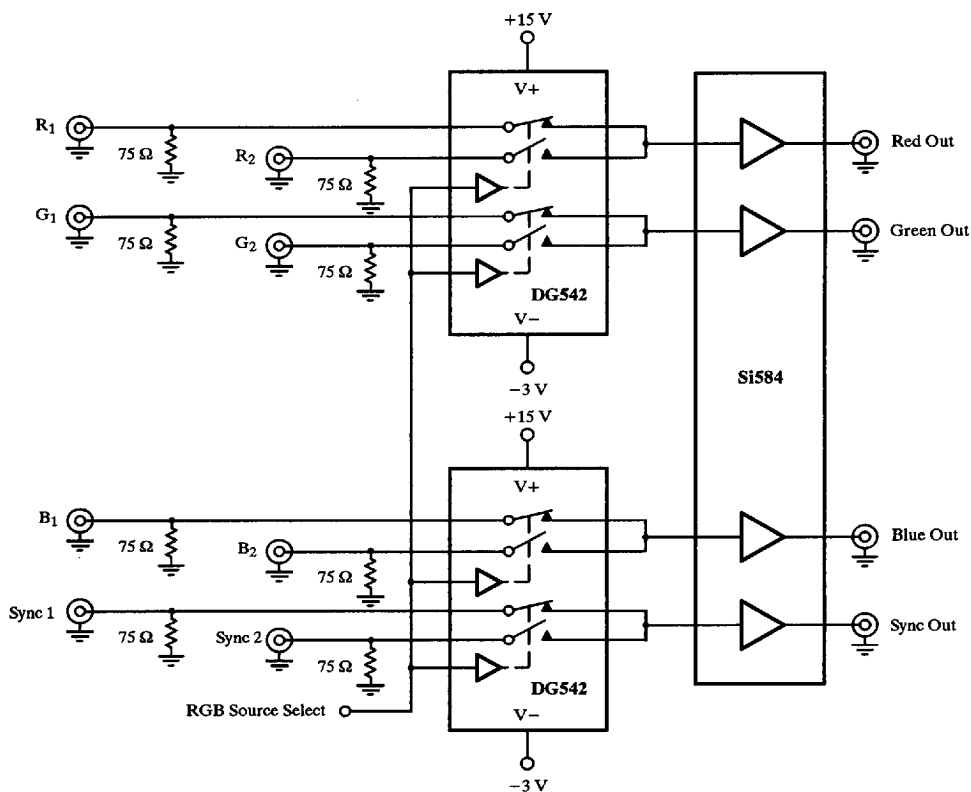 +15 V
V+
R1
75 Ω
R2
75 Ω
Red Out
G1
75 Ω
G2
75 Ω
Green Out
DG542
V−
−3 V
Si584
+15 V
V+
B1
75 Ω
B2
75 Ω
Blue Out
Sync 1
75 Ω
Sync 2
75 Ω
Sync Out
DG542
RGB Source Select
V−
−3 V